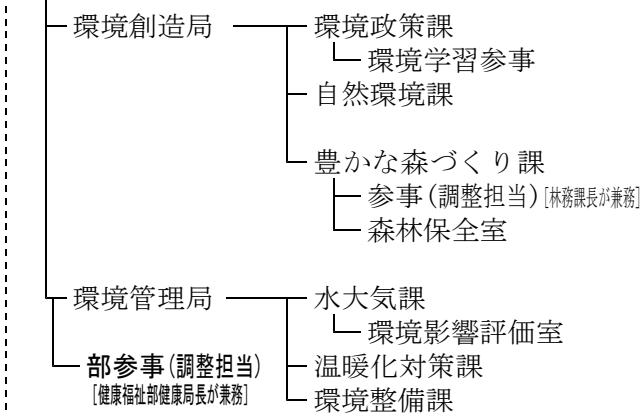 環境創造局
環境政策課
環境学習参事
自然環境課
豊かな森づくり課
参事(調整担当)[林務課長が兼務]
森林保全室
環境管理局
水大気課
環境影響評価室
部参事(調整担当)
[健康福祉部健康局長が兼務]
温暖化対策課
環境整備課